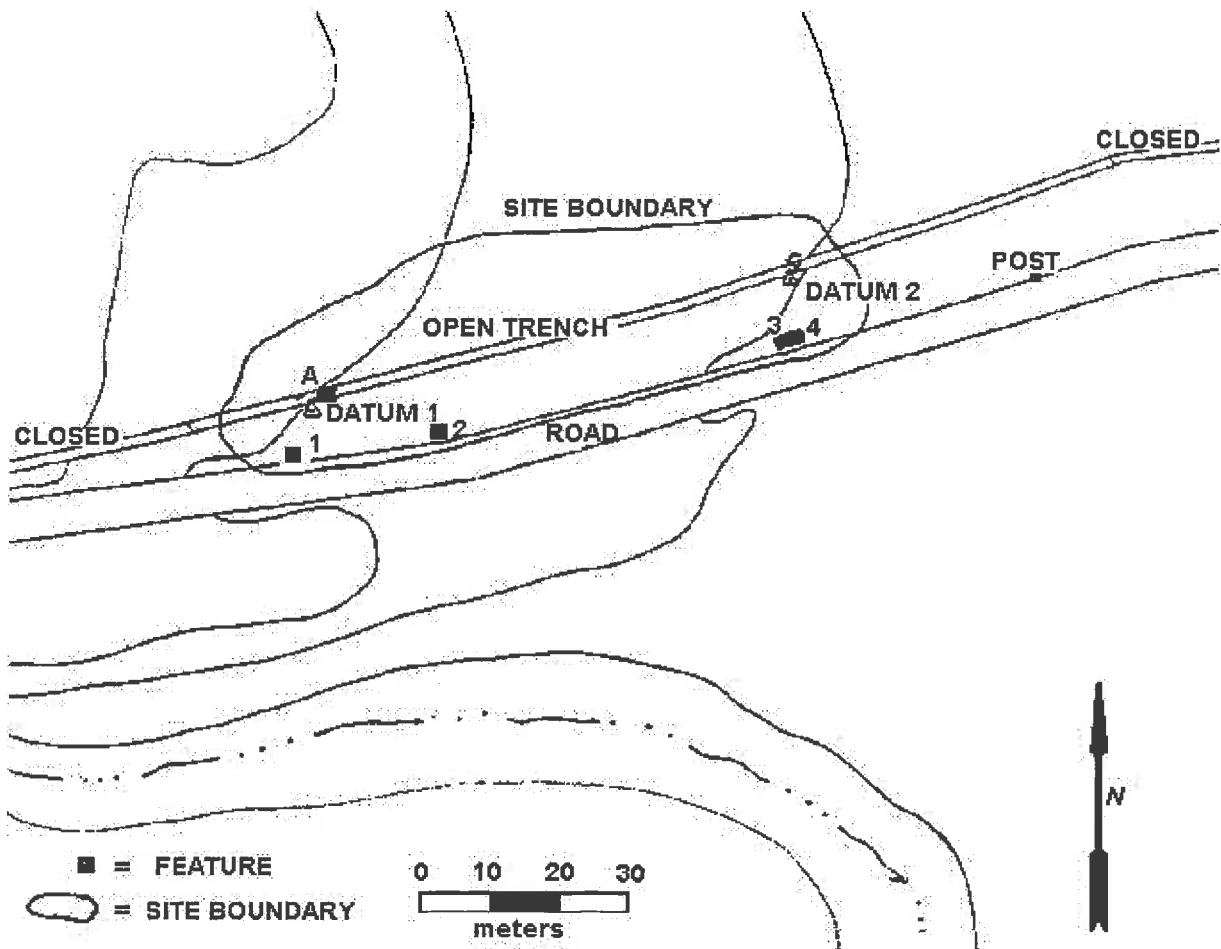 CLOSED
SITE BOUNDARY
POST
DATUM 2
OPEN TRENCH
3 4
A
DATUM 1
2
ROAD
CLOSED
1
N
■ = FEATURE
= SITE BOUNDARY
0 10 20 30
meters